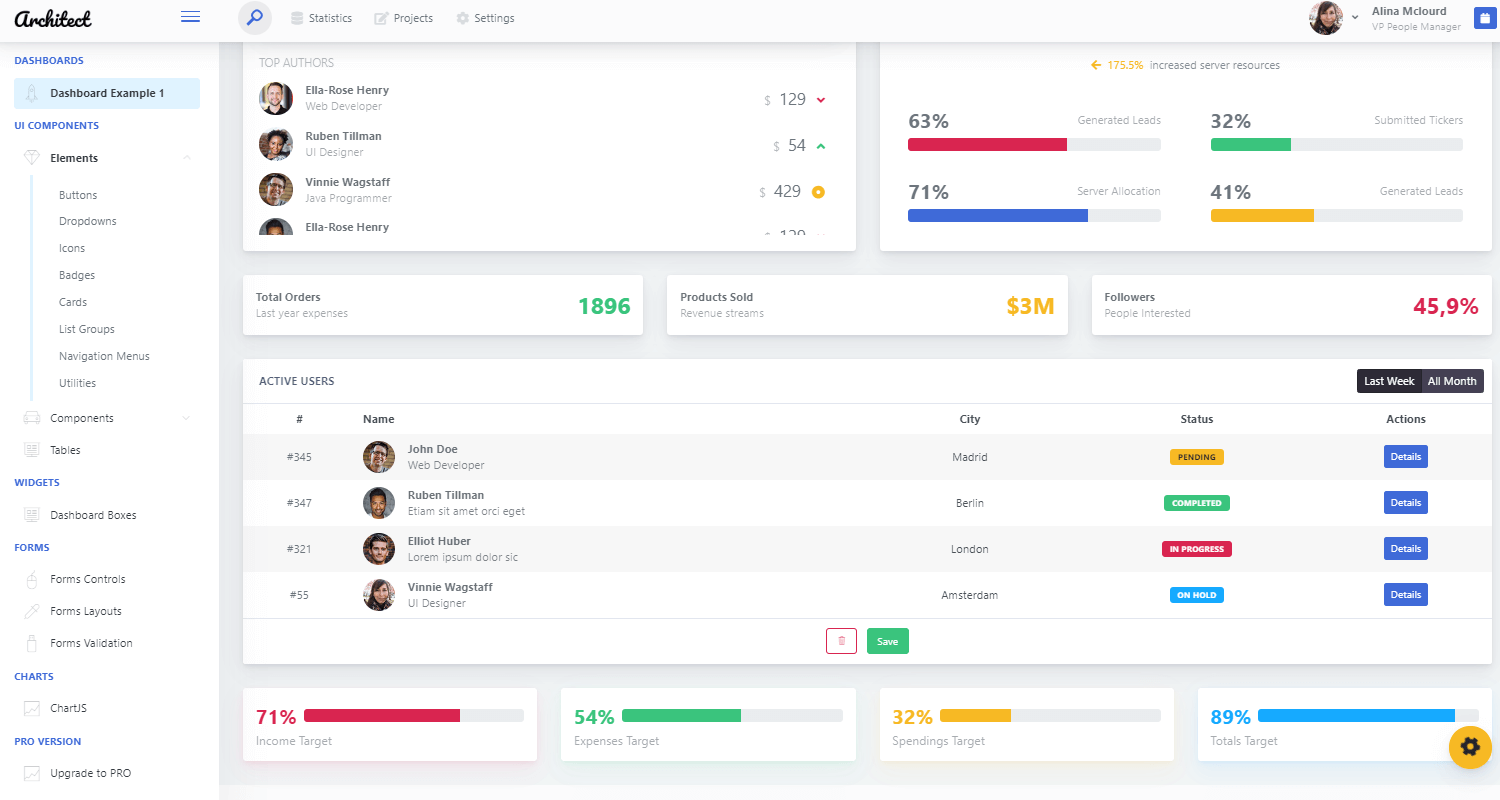 Architect
Statistics
Projects
Settings
Alina Mclourd
VP People Manager
DASHBOARDS
Dashboard Example 1
UI COMPONENTS
Elements
Buttons
Dropdowns
Icons
Badges
Cards
List Groups
Navigation Menus
Utilities
Components
Tables
WIDGETS
Dashboard Boxes
FORMS
Forms Controls
Forms Layouts
Forms Validation
CHARTS
ChartJS
PRO VERSION
Upgrade to PRO
TOP AUTHORS
Ella-Rose Henry
Web Developer
$ 129
Ruben Tillman
UI Designer
$ 54
Vinnie Wagstaff
Java Programmer
$ 429
Ella-Rose Henry
175.5% increased server resources
63% Generated Leads
32% Submitted Tickers
71% Server Allocation
41% Generated Leads
Total Orders
Last year expenses
1896
Products Sold
Revenue streams
$3M
Followers
People Interested
45,9%
ACTIVE USERS
Last Week All Month
# Name City Status Actions
#345 John Doe Madrid PENDING Details
Web Developer
#347 Ruben Tillman Berlin COMPLETED Details
Etiam sit amet orci eget
#321 Elliot Huber London IN PROGRESS Details
Lorem ipsum dolor sic
#55 Vinnie Wagstaff Amsterdam ON HOLD Details
UI Designer
Save
71%
Income Target
54%
Expenses Target
32%
Spendings Target
89%
Totals Target